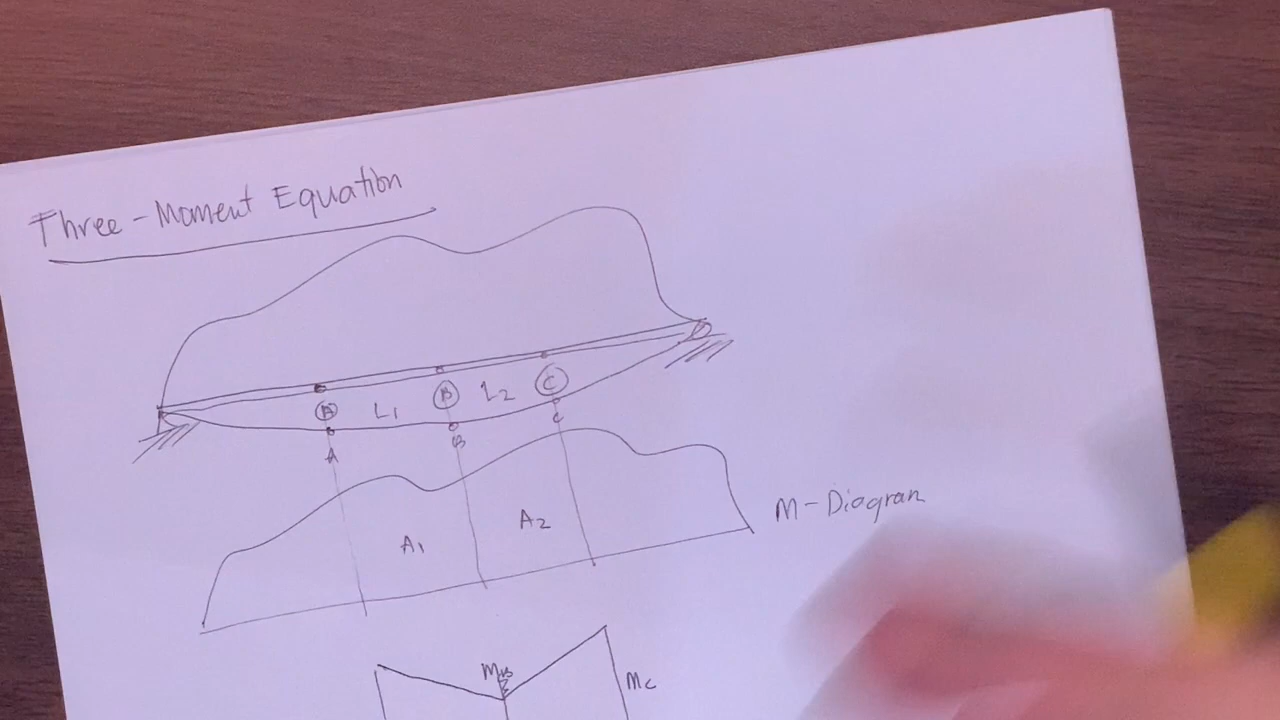 Three-Moment Equation
A L1 B L2 C
A B C
A1 A2
M-Diagram
MB MC